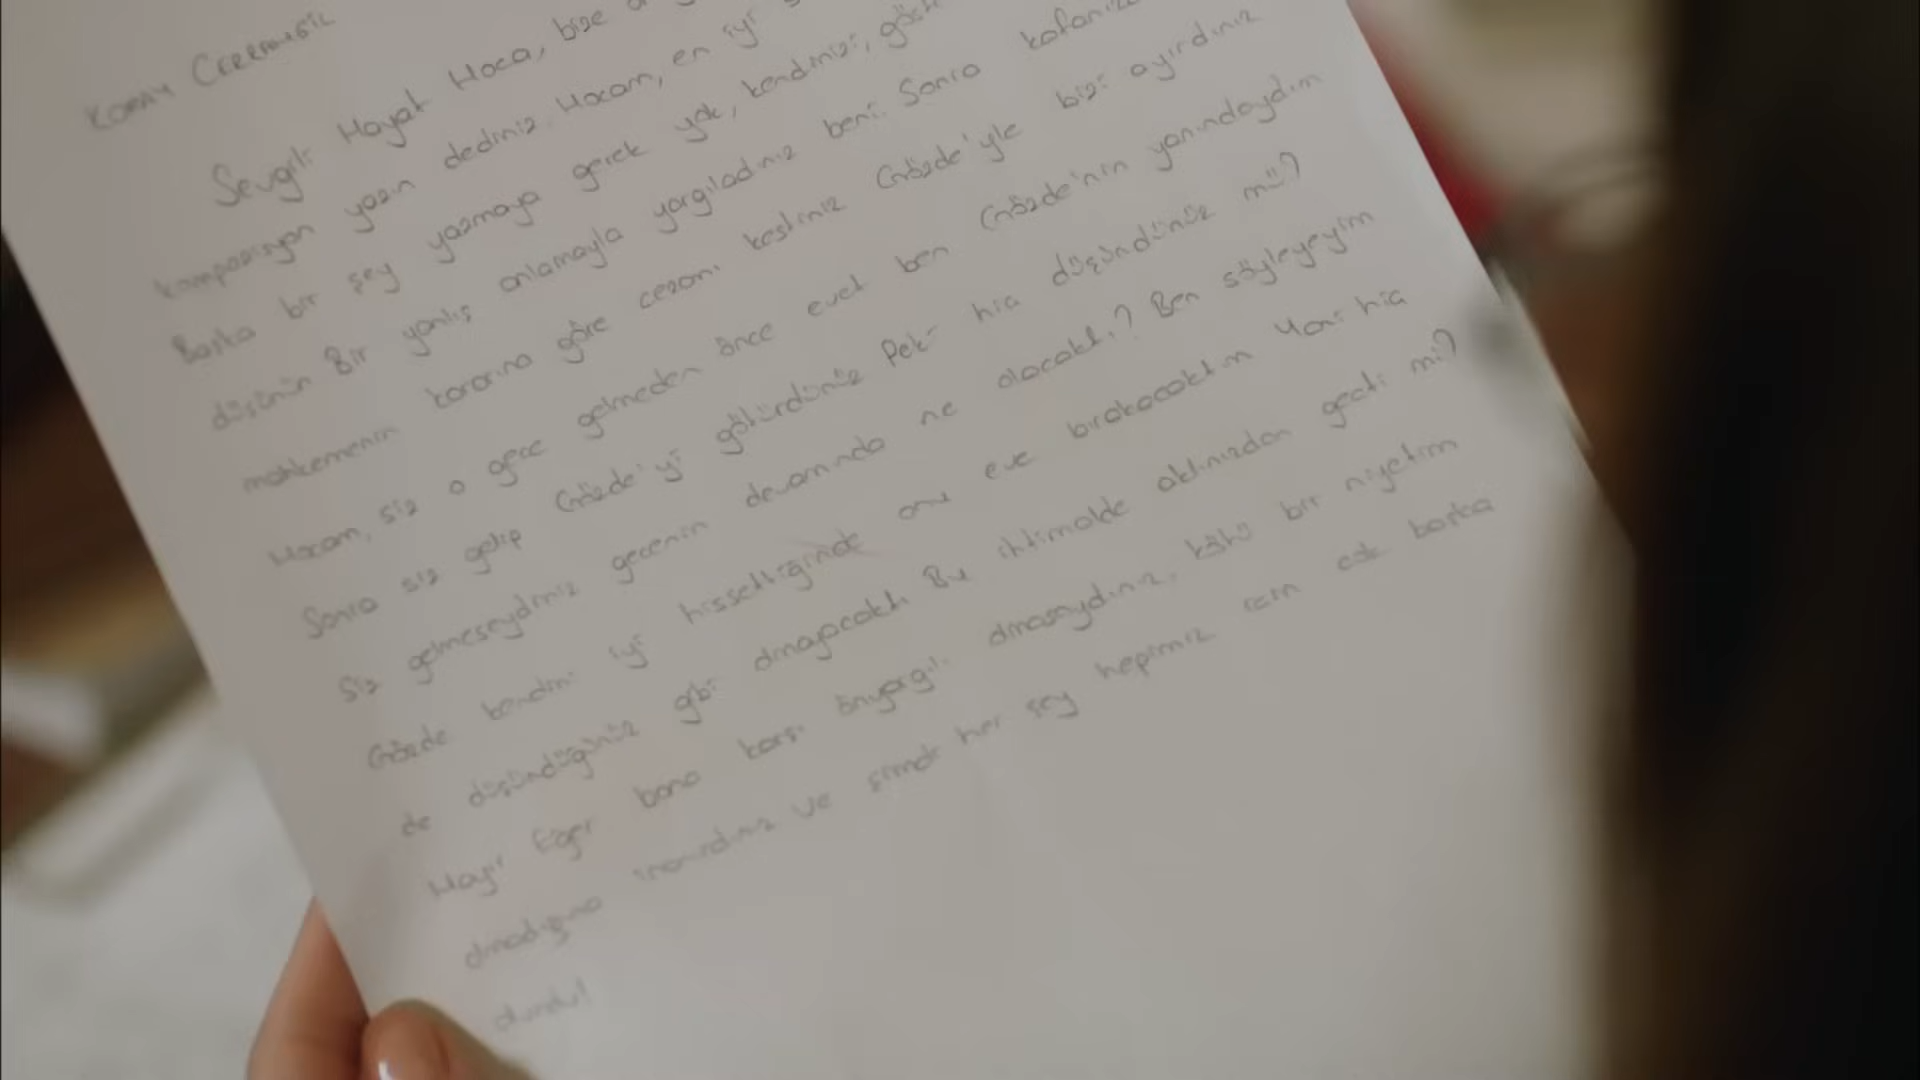 Sevgili Hayat Hoca, bize
kompozisyon yazın dediniz. Hocam, en iyi
Başka bir şey yazmaya gerek yok, kendinizi,
düşünün Bir yanlış anlamayla yargıladınız beni. Sonra kafanız
mahkemenin kararına göre cezamı kestiniz Gözde'yle bizi ayırdınız
Hocam, siz o gece gelmeden önce evet ben Gözde'nin yanındaydım
Sonra siz gelip Gözde'yi götürdünüz Peki hiç düşündünüz mü?
Siz gelmeseydiniz gecenin devamında ne olacaktı? Ben söyleyeyim
Gözde kendini iyi hissettiğinde onu eve bırakacaktım Yani hiç
de düşündüğünüz gibi olmayacaktı Bu ihtimalde aklınızdan geçti mi?
Hayır Eğer bana karşı önyargılı olmasaydınız, kötü bir niyetim
olmadığına inanırdınız ve şimdi her şey hepimiz için çok başka
olurdu!